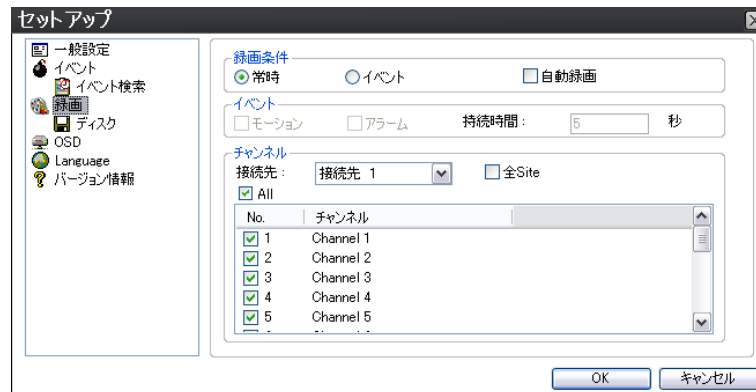 セットアップ
一般設定
イベント
イベント検索
録画
ディスク
OSD
Language
バージョン情報
録画条件
常時 イベント 自動録画
イベント
モーション アラーム 持続時間: 5 秒
チャンネル
接続先: 接続先 1 全Site
All
No. チャンネル
1 Channel 1
2 Channel 2
3 Channel 3
4 Channel 4
5 Channel 5
OK キャンセル